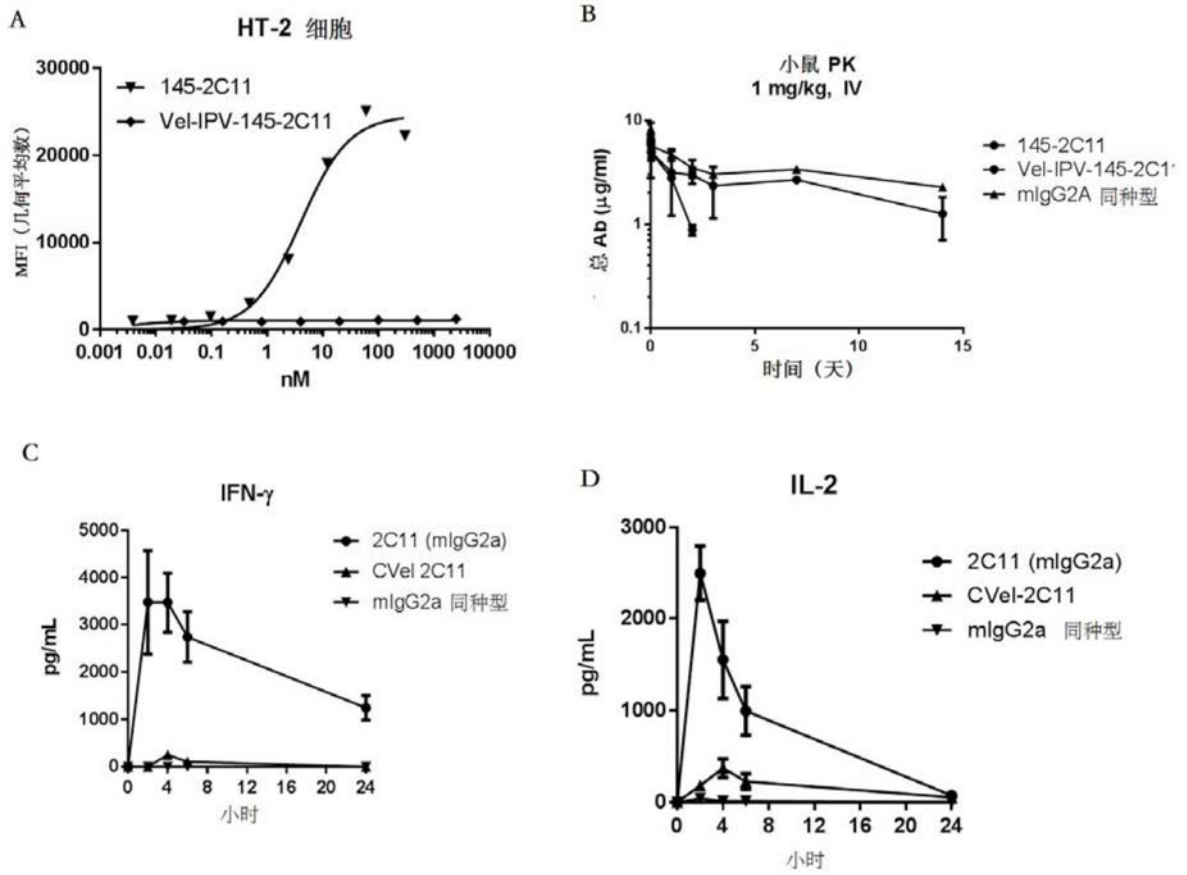 A
HT-2 细胞
30000
20000
10000
0
MFI（几何平均数）
145-2C11
Vel-IPV-145-2C11
0.001 0.01 0.1 1 10 100 1000 10000
nM
B
小鼠 PK
1 mg/kg, IV
10
1
0.1
总 Ab (μg/ml)
145-2C11
Vel-IPV-145-2C1
mIgG2A 同种型
0 5 10 15
时间（天）
C
IFN-γ
5000
4000
3000
2000
1000
0
pg/mL
2C11 (mIgG2a)
CVel 2C11
mIgG2a 同种型
0 4 8 12 16 20 24
小时
D
IL-2
3000
2000
1000
0
pg/mL
2C11 (mIgG2a)
CVel-2C11
mIgG2a 同种型
0 4 8 12 16 20 24
小时